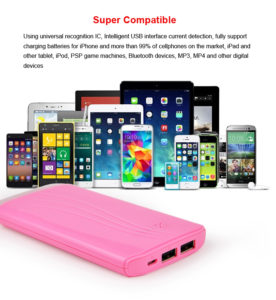 Super Compatible
Using universal recognition IC, Intelligent USB interface current detection, fully support
charging batteries for iPhone and more than 99% of cellphones on the market, iPad and
other tablet, iPod, PSP game machines, Bluetooth devices, MP3, MP4 and other digital
devices